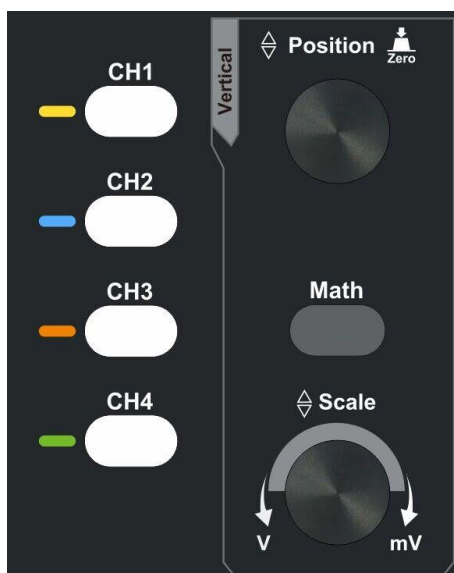 CH1
CH2
CH3
CH4
Vertical
Position
Zero
Math
Scale
V
mV